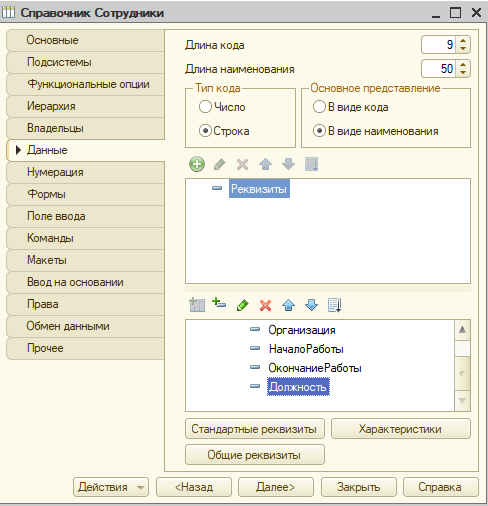 Справочник Сотрудники
Основные
Подсистемы
Функциональные опции
Иерархия
Владельцы
Данные
Нумерация
Формы
Поле ввода
Команды
Макеты
Ввод на основании
Права
Обмен данными
Прочее
Длина кода 9
Длина наименования 50
Тип кода
Число
Строка
Основное представление
В виде кода
В виде наименования
Реквизиты
Организация
НачалоРаботы
ОкончаниеРаботы
Должность
Стандартные реквизиты Характеристики
Общие реквизиты
Действия <Назад Далее> Закрыть Справка